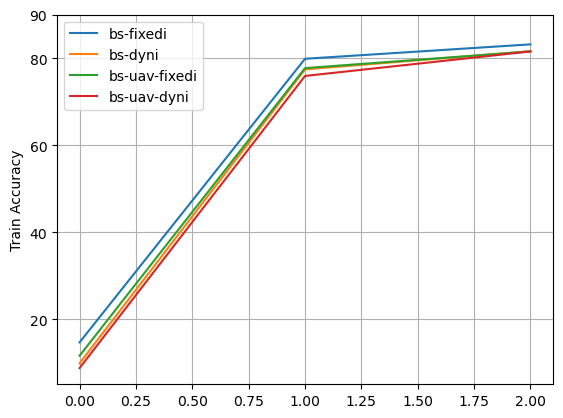 90
80
60
40
20
Train Accuracy
bs-fixedi
bs-dyni
bs-uav-fixedi
bs-uav-dyni
0.00 0.25 0.50 0.75 1.00 1.25 1.50 1.75 2.00